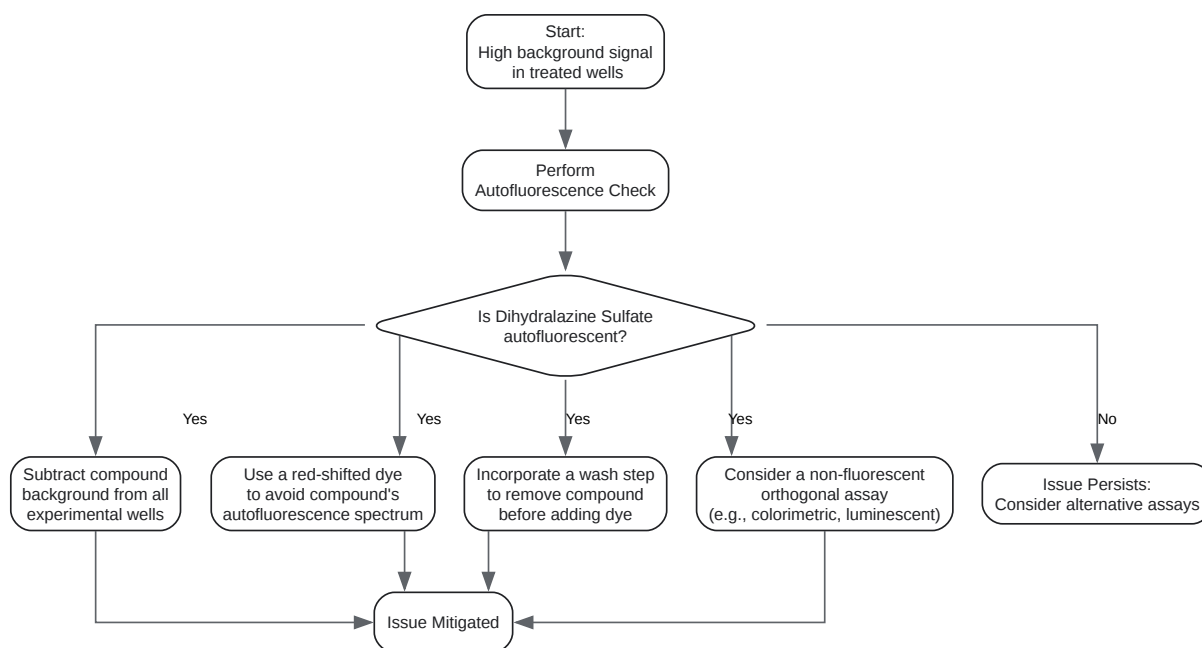 Start:
High background signal
in treated wells
Perform
Autofluorescence Check
Is Dihydralazine Sulfate
autofluorescent?
Yes
Yes
Yes
Yes
No
Subtract compound
background from all
experimental wells
Use a red-shifted dye
to avoid compound's
autofluorescence spectrum
Incorporate a wash step
to remove compound
before adding dye
Consider a non-fluorescent
orthogonal assay
(e.g., colorimetric, luminescent)
Issue Persists:
Consider alternative assays
Issue Mitigated